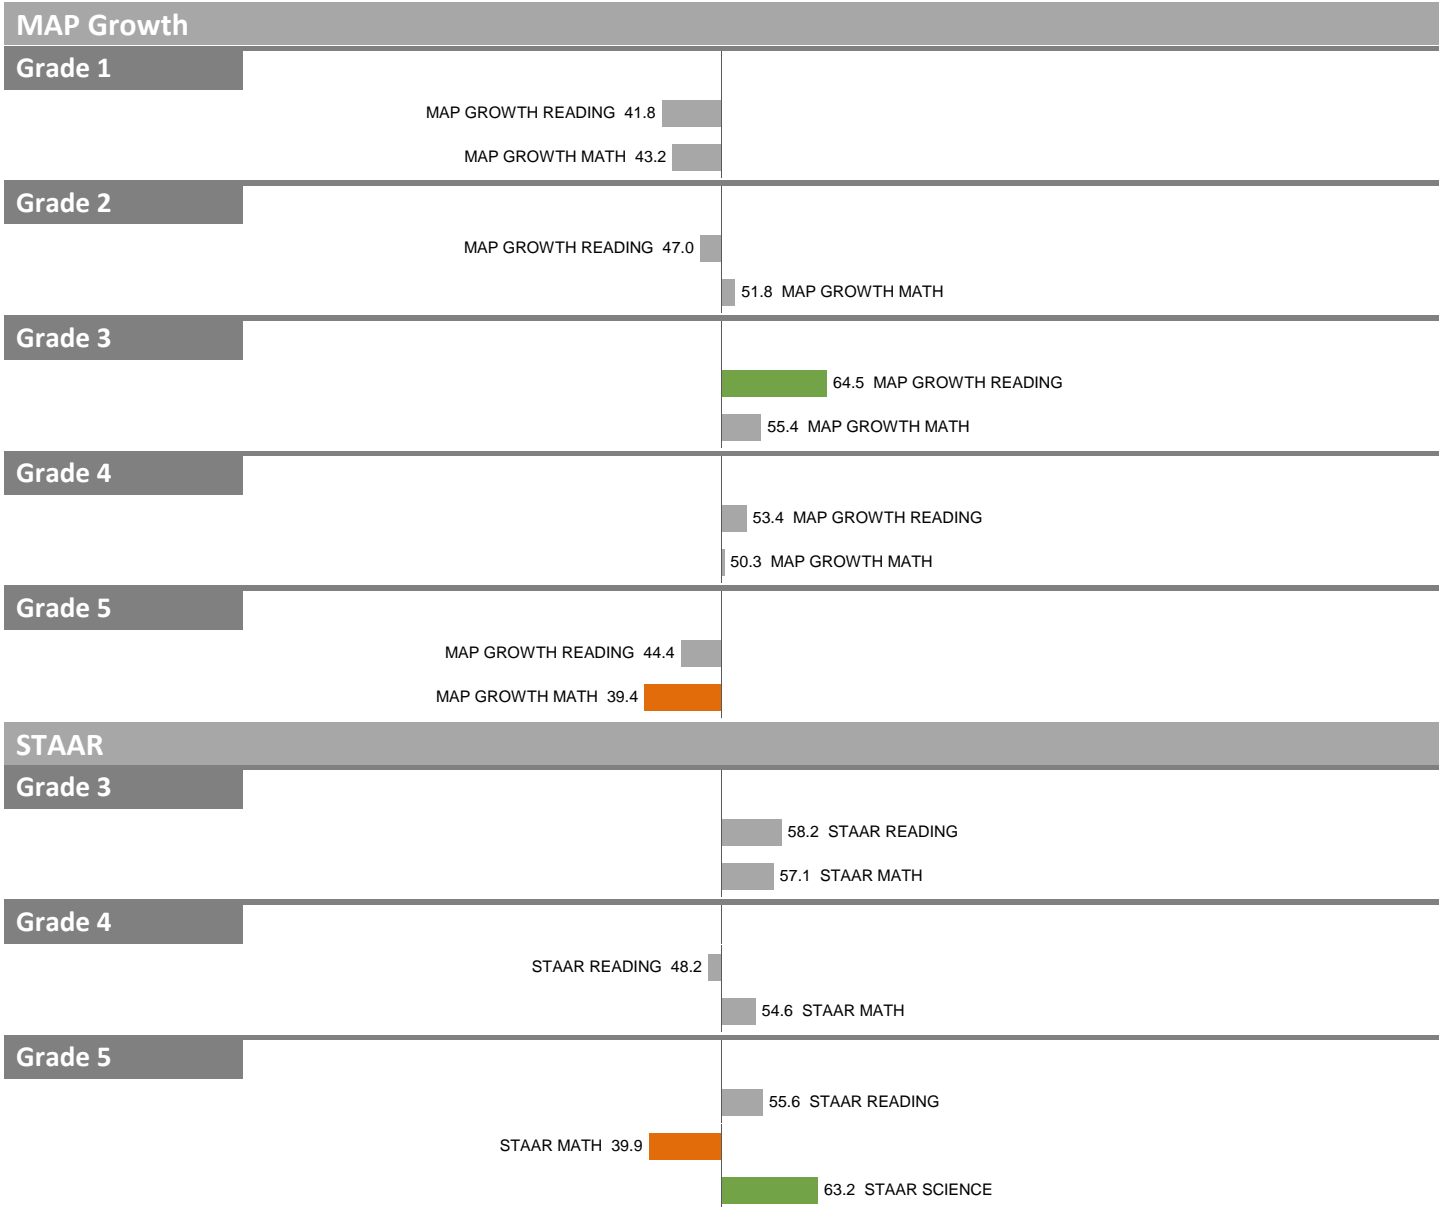 MAP Growth
Grade 1
MAP GROWTH READING 41.8
MAP GROWTH MATH 43.2
Grade 2
MAP GROWTH READING 47.0
51.8 MAP GROWTH MATH
Grade 3
64.5 MAP GROWTH READING
55.4 MAP GROWTH MATH
Grade 4
53.4 MAP GROWTH READING
50.3 MAP GROWTH MATH
Grade 5
MAP GROWTH READING 44.4
MAP GROWTH MATH 39.4
STAAR
Grade 3
58.2 STAAR READING
57.1 STAAR MATH
Grade 4
STAAR READING 48.2
54.6 STAAR MATH
Grade 5
55.6 STAAR READING
STAAR MATH 39.9
63.2 STAAR SCIENCE